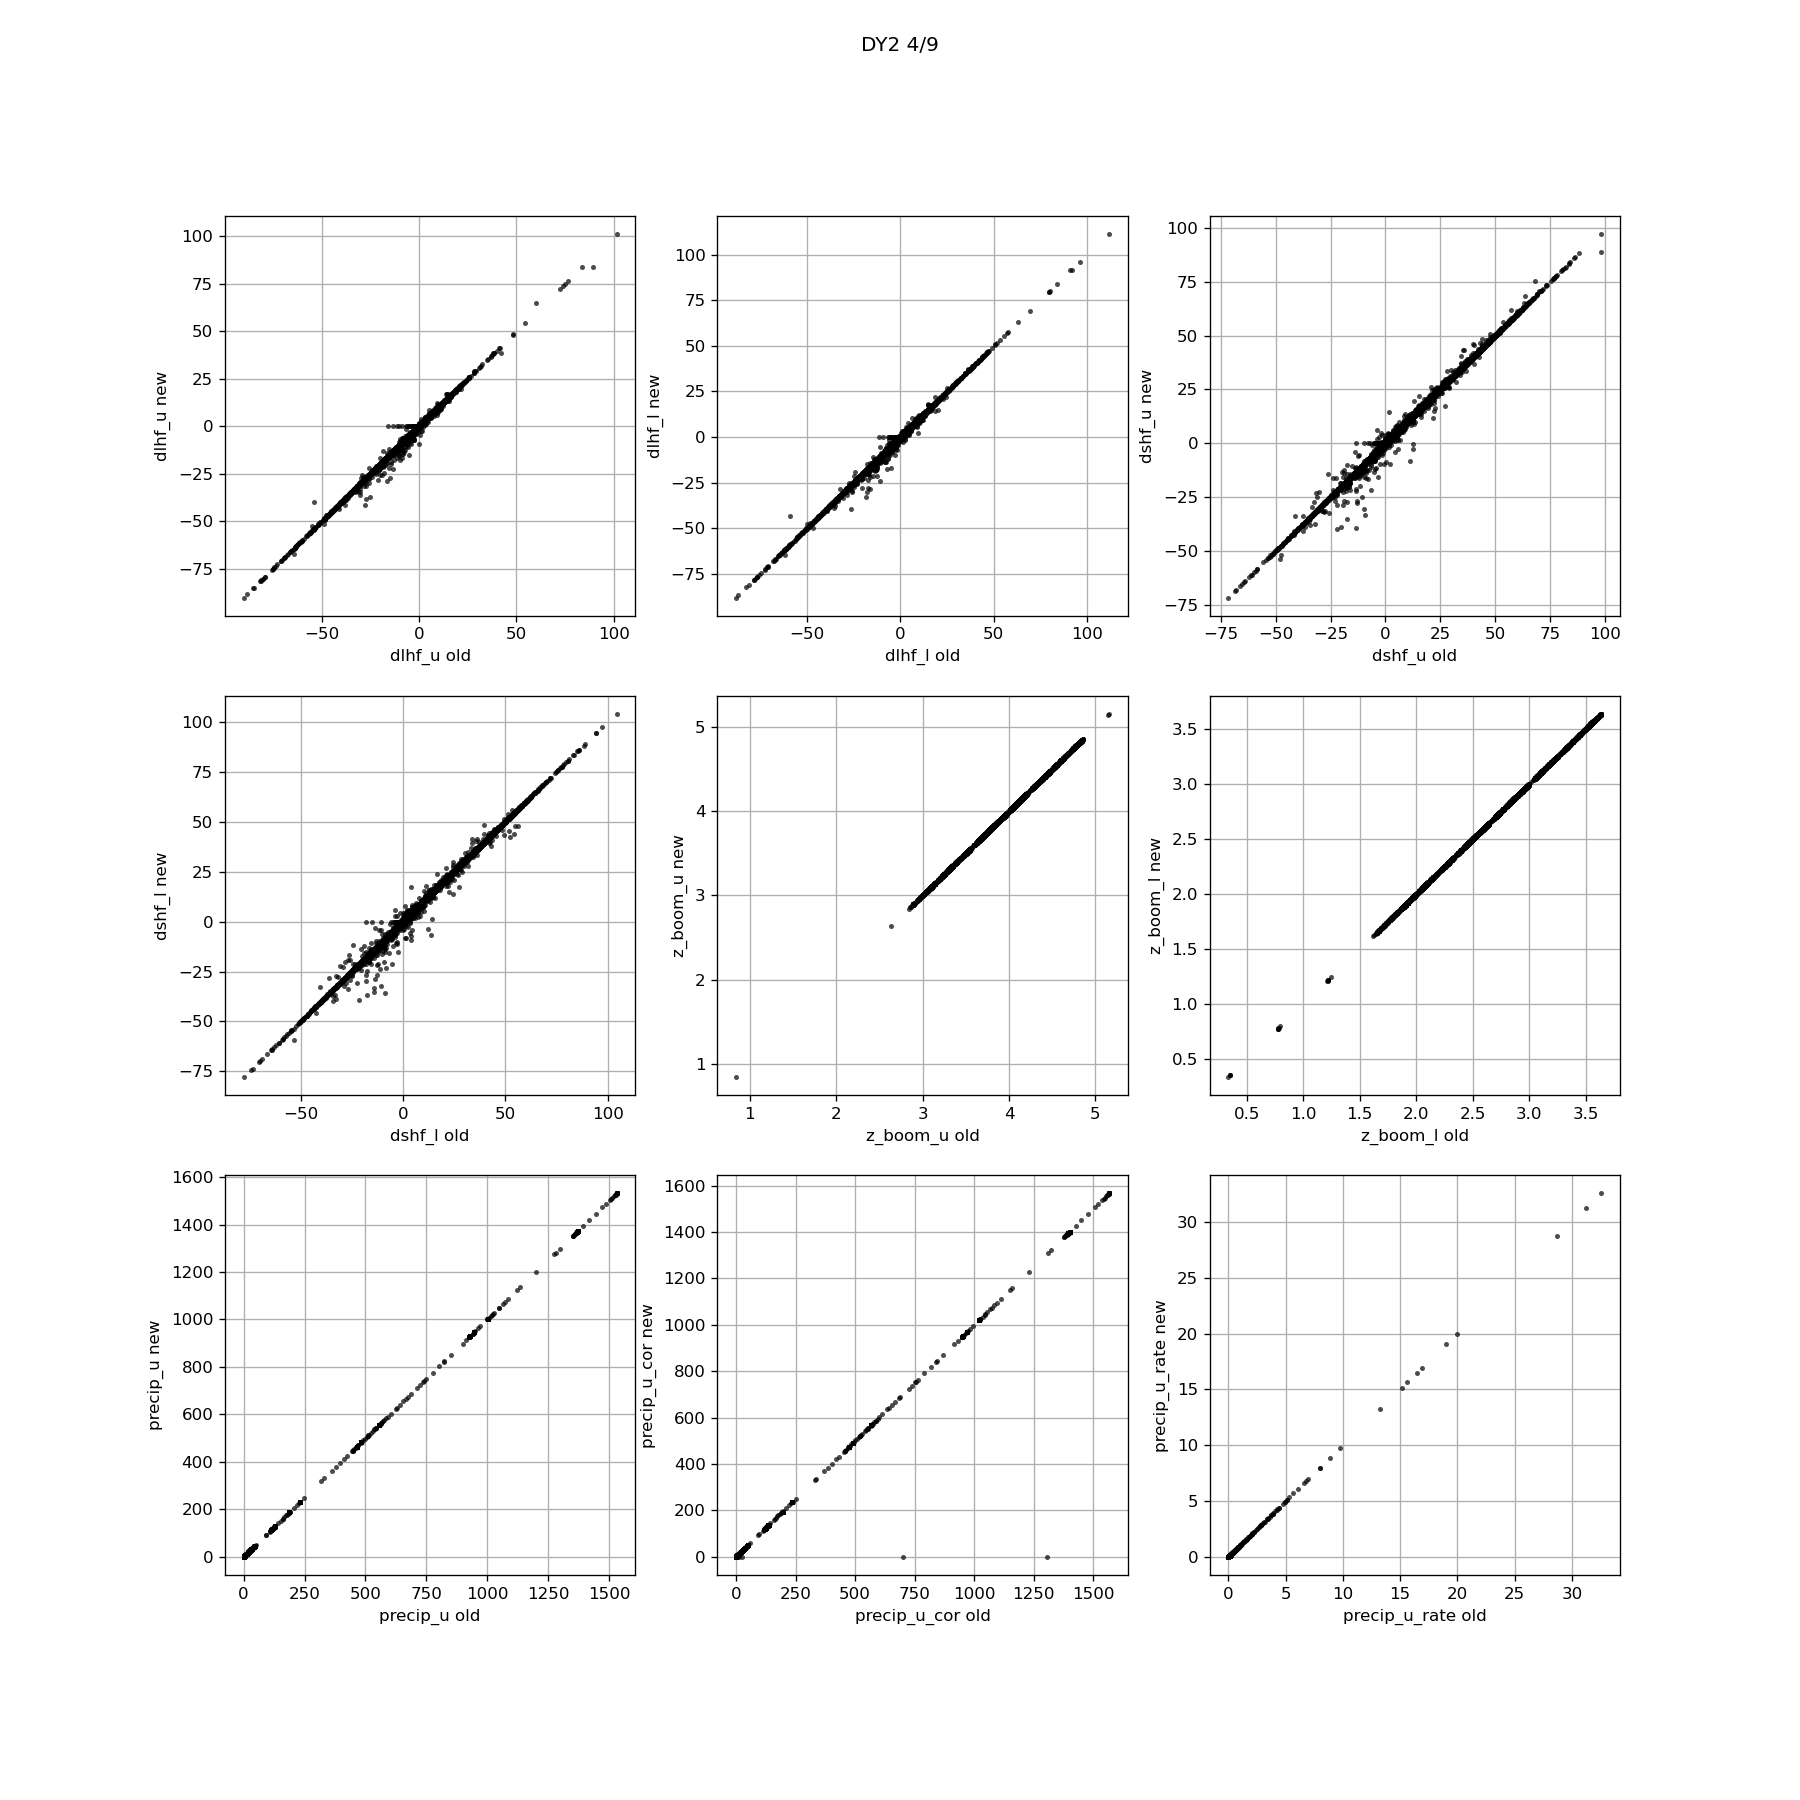 DY2 4/9
100
75
50
25
0
−25
−50
−75
dlhf_u new
−50 0 50 100
dlhf_u old
100
75
50
25
0
−25
−50
−75
dlhf_l new
−50 0 50 100
dlhf_l old
100
75
50
25
0
−25
−50
−75
dshf_u new
−75 −50 −25 0 25 50 75 100
dshf_u old
100
75
50
25
0
−25
−50
−75
dshf_l new
−50 0 50 100
dshf_l old
5
4
3
2
1
z_boom_u new
1 2 3 4 5
z_boom_u old
3.5
3.0
2.5
2.0
1.5
1.0
0.5
z_boom_l new
0.5 1.0 1.5 2.0 2.5 3.0 3.5
z_boom_l old
1600
1400
1200
1000
800
600
400
200
0
precip_u new
0 250 500 750 1000 1250 1500
precip_u old
1600
1400
1200
1000
800
600
400
200
0
precip_u_cor new
0 250 500 750 1000 1250 1500
precip_u_cor old
30
25
20
15
10
5
0
precip_u_rate new
0 5 10 15 20 25 30
precip_u_rate old